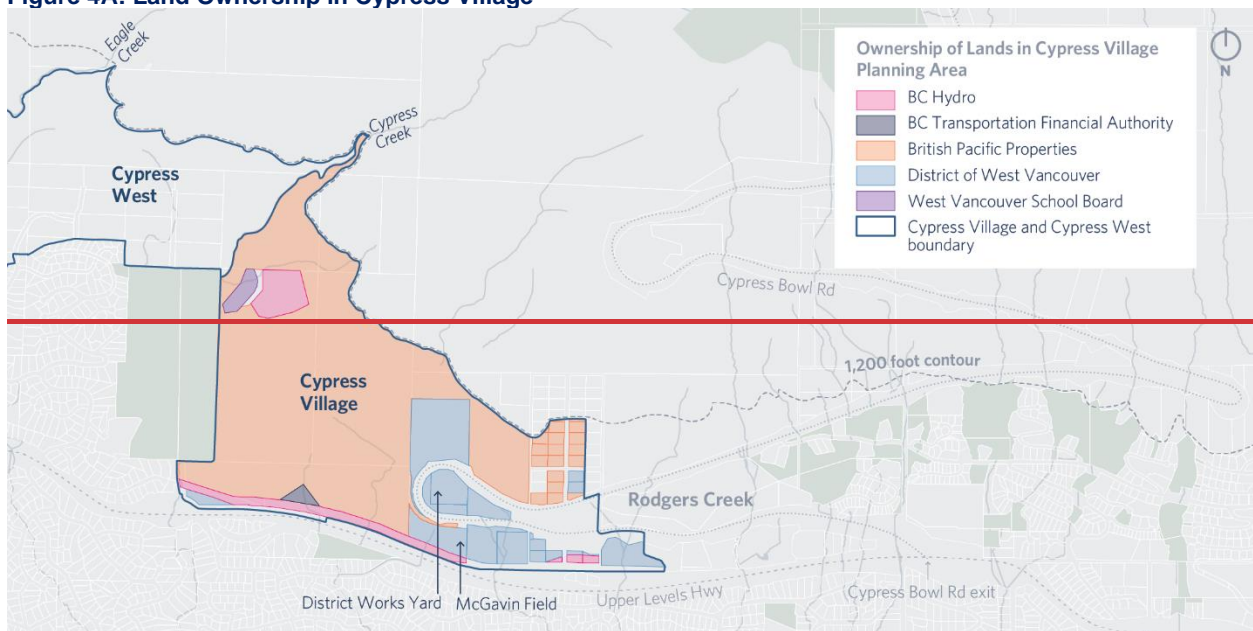 Figure 4A: Land Ownership in Cypress Village
Eagle
Creek
Cypress
Creek
Cypress
West
Ownership of Lands in Cypress Village
Planning Area
BC Hydro
BC Transportation Financial Authority
British Pacific Properties
District of West Vancouver
West Vancouver School Board
Cypress Village and Cypress West
boundary
N
Cypress Bowl Rd
1,200 foot contour
Cypress
Village
Rodgers Creek
District Works Yard
McGavin Field
Upper Levels Hwy
Cypress Bowl Rd exit